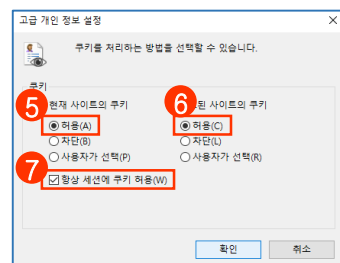 고급 개인 정보 설정
쿠키를 처리하는 방법을 선택할 수 있습니다.
쿠키
5 현재 사이트의 쿠키
6 된 사이트의 쿠키
허용(A)
허용(C)
차단(B)
차단(L)
사용자가 선택(P)
사용자가 선택(R)
7
항상 세션에 쿠키 허용(W)
확인
취소